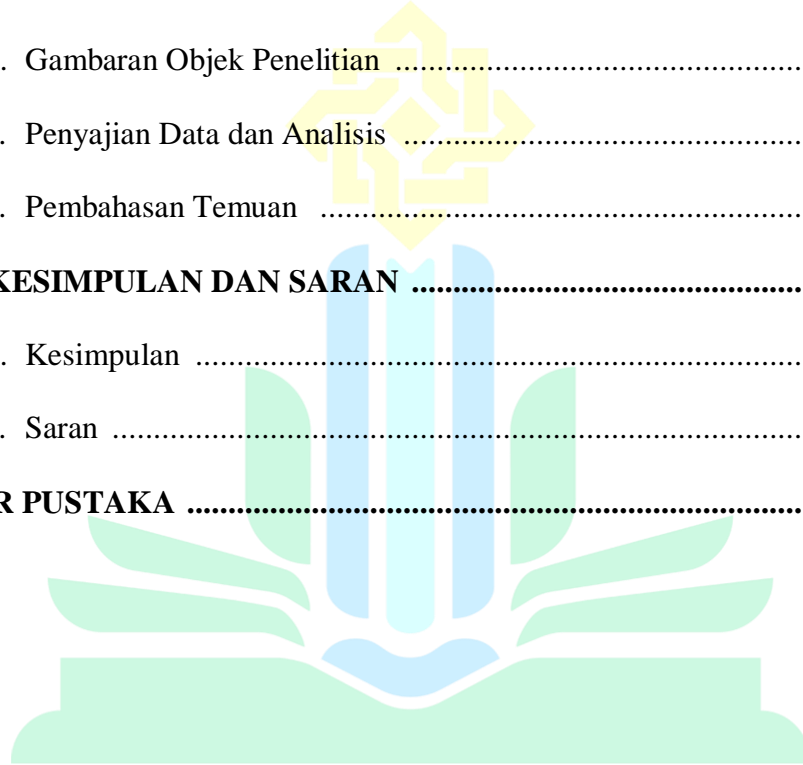 . Gambaran Objek Penelitian ..........................................
. Penyajian Data dan Analisis .........................................
. Pembahasan Temuan .................................................
KESIMPULAN DAN SARAN ...............................................
. Kesimpulan .............................................................
. Saran ......................................................................
R PUSTAKA ...........................................................................